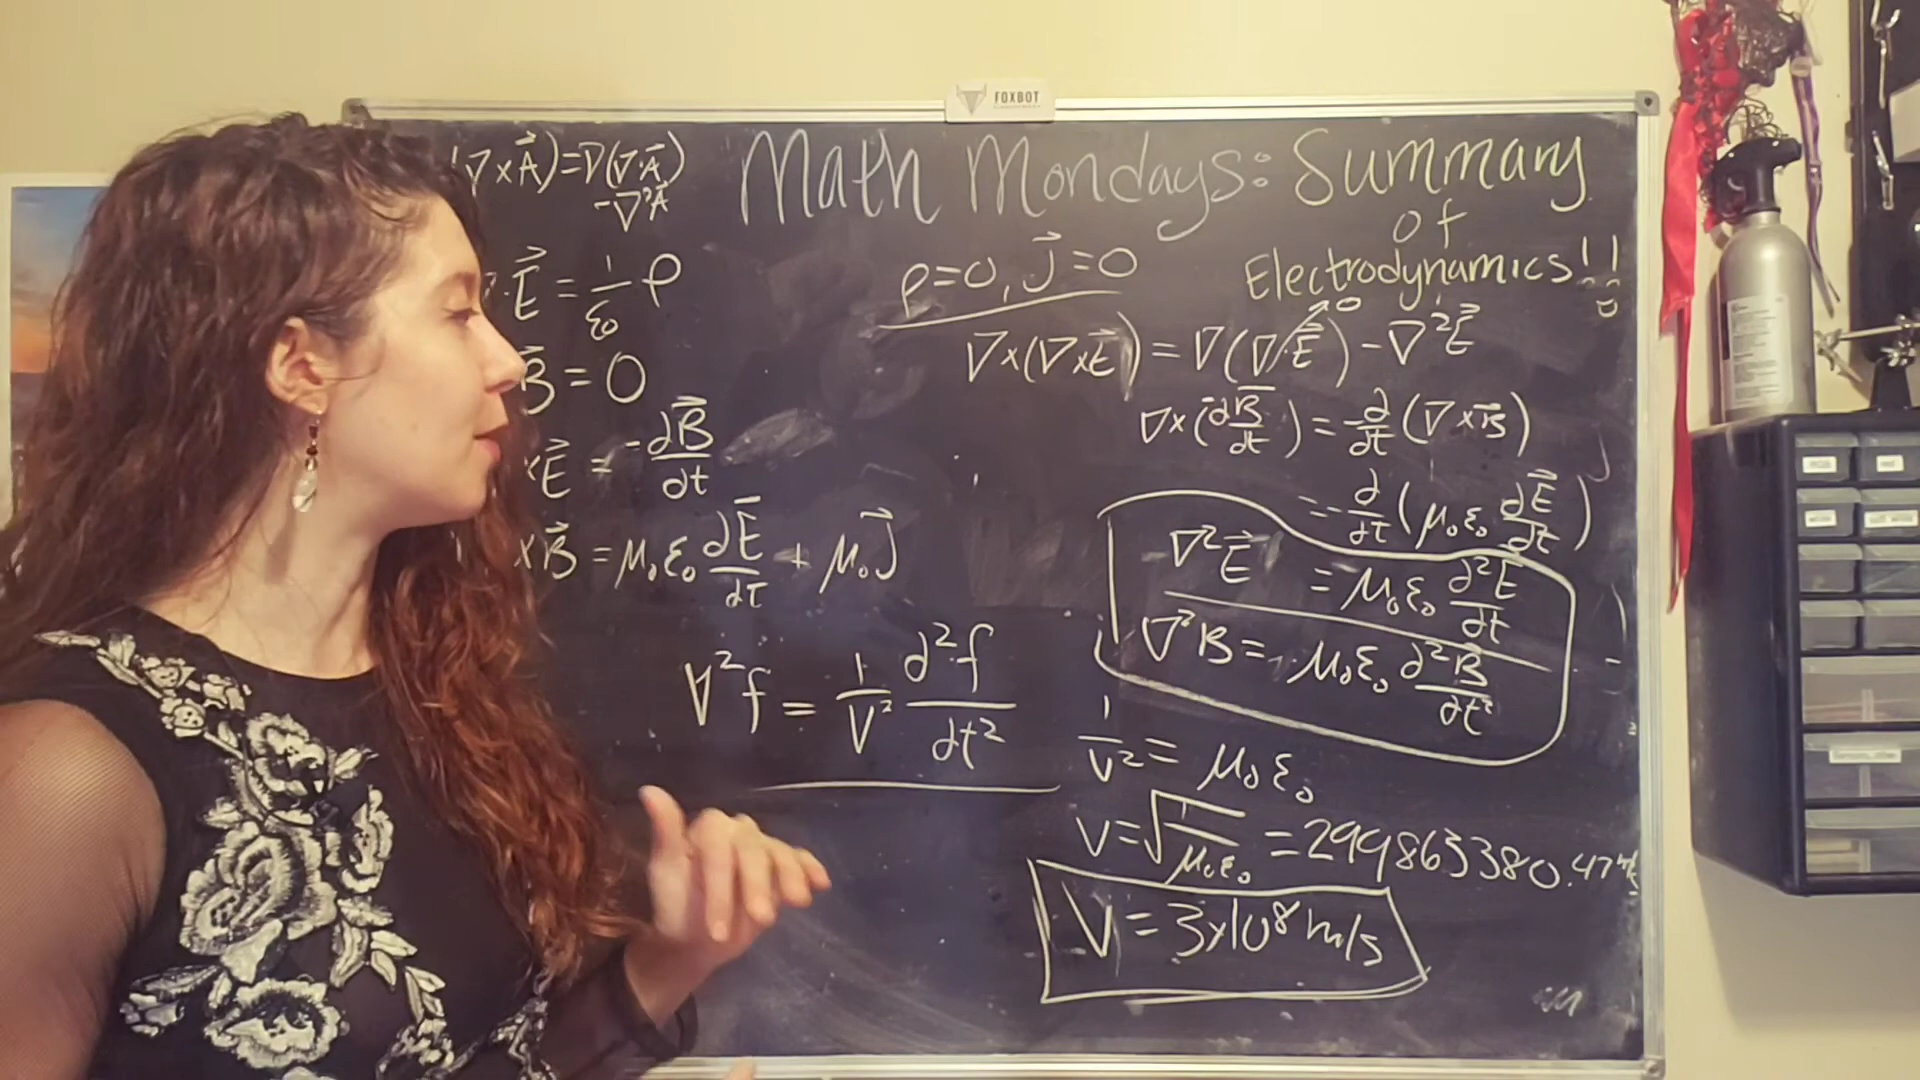 FOXBOT
Math Mondays: Summary
of
Electrodynamics!!
∇×A⃗)=∇(∇·A⃗)
-∇²A⃗
·E⃗ = 1/ε₀ ρ
B⃗ = 0
×E⃗ = -∂B⃗/∂t
×B⃗ = μ₀ε₀ ∂E⃗/∂t + μ₀J⃗
∇²f = 1/V² ∂²f/∂t²
ρ=0, J⃗=0
∇×(∇×E⃗) = ∇(∇·E⃗)→0 - ∇²E⃗
∇×(-∂B⃗/∂t) = -∂/∂t(∇×B⃗)
= -∂/∂t(μ₀ε₀ ∂E⃗/∂t)
∇²E⃗ = μ₀ε₀ ∂²E⃗/∂t
∇²B = μ₀ε₀ ∂²B⃗/∂t²
1/V² = μ₀ε₀
V=√(1/μ₀ε₀) = 299863380.47 m/s
V = 3×10⁸ m/s